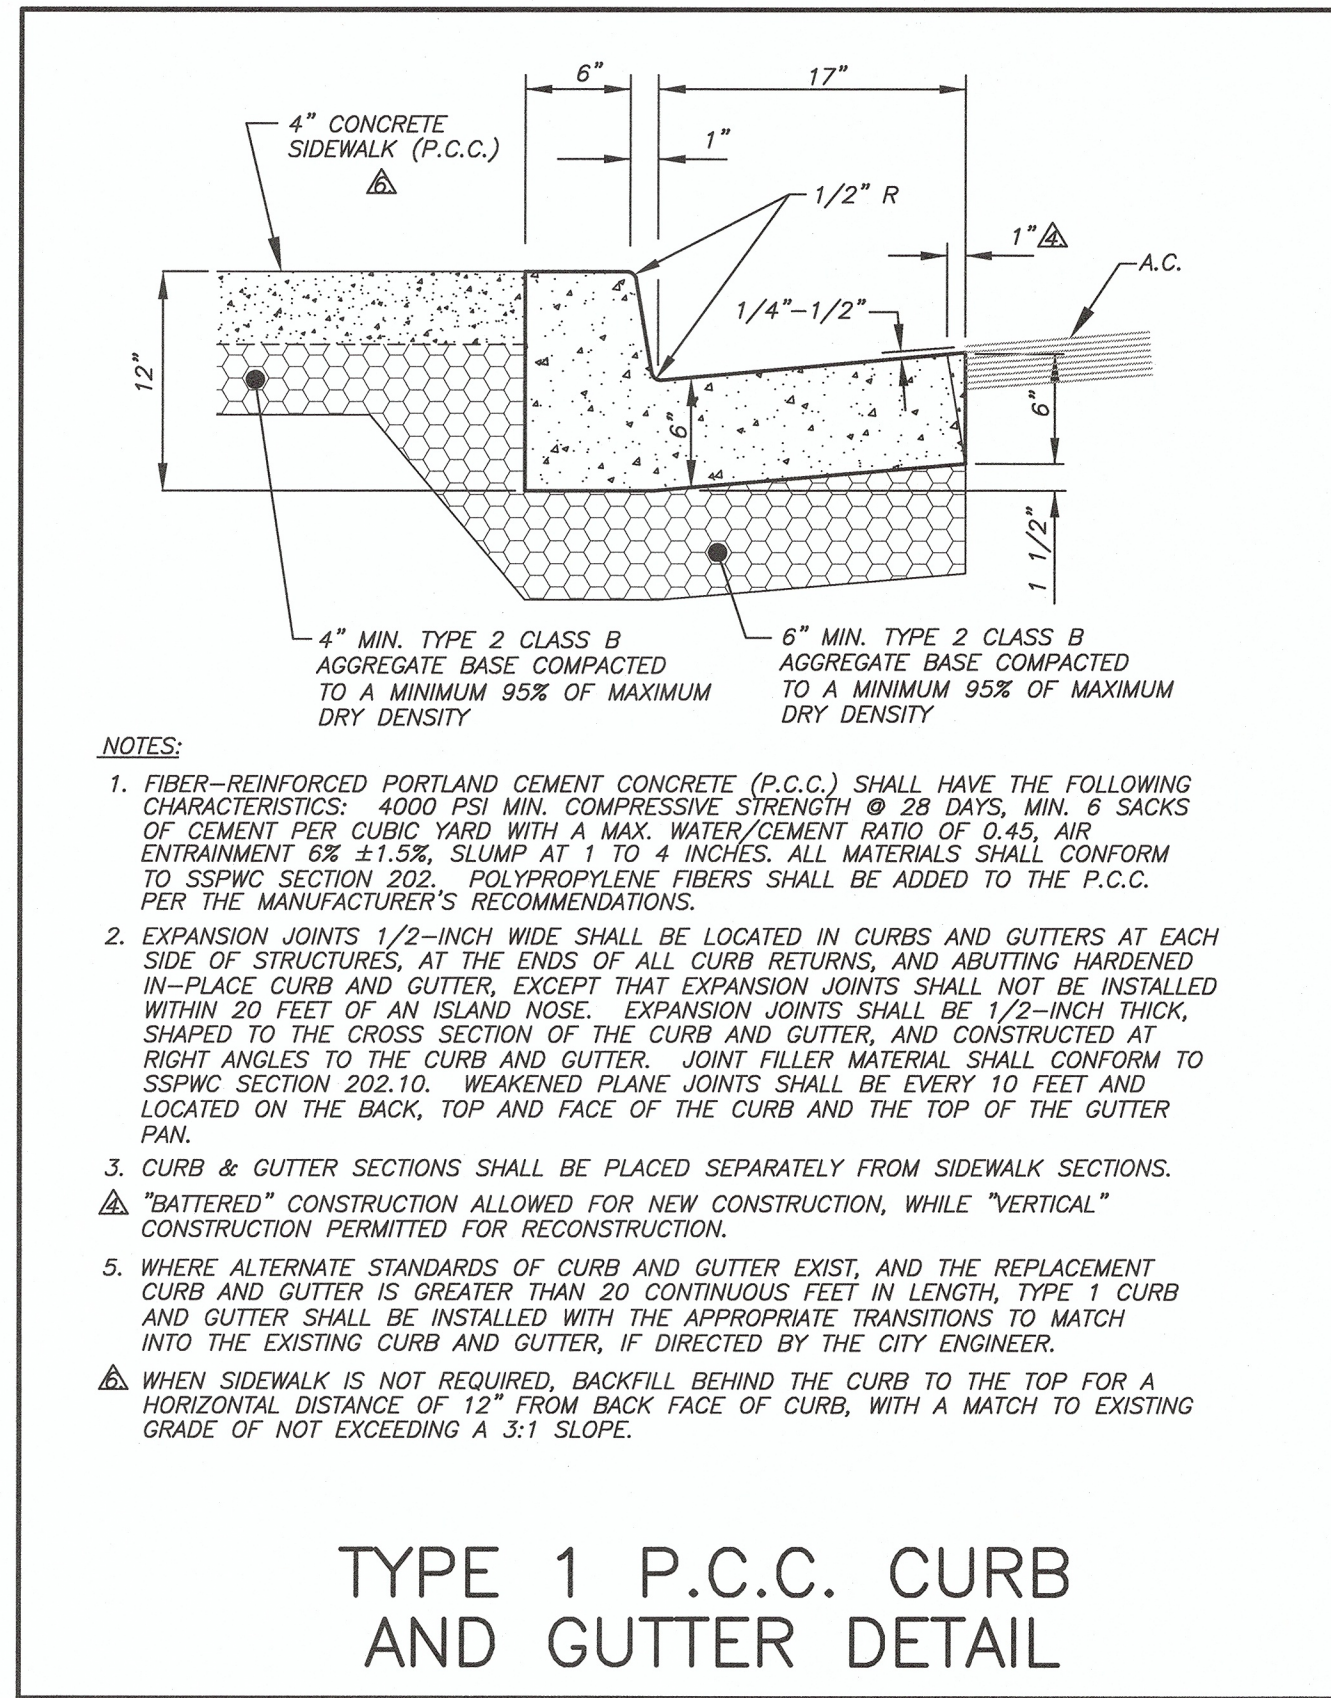 6" 17"
4" CONCRETE
SIDEWALK (P.C.C.)
6.
1"
1/2" R
1" 4.
A.C.
1/4"-1/2"
12"
6"
6"
1 1/2"
4" MIN. TYPE 2 CLASS B
AGGREGATE BASE COMPACTED
TO A MINIMUM 95% OF MAXIMUM
DRY DENSITY
6" MIN. TYPE 2 CLASS B
AGGREGATE BASE COMPACTED
TO A MINIMUM 95% OF MAXIMUM
DRY DENSITY
NOTES:
1. FIBER-REINFORCED PORTLAND CEMENT CONCRETE (P.C.C.) SHALL HAVE THE FOLLOWING
CHARACTERISTICS: 4000 PSI MIN. COMPRESSIVE STRENGTH @ 28 DAYS, MIN. 6 SACKS
OF CEMENT PER CUBIC YARD WITH A MAX. WATER/CEMENT RATIO OF 0.45, AIR
ENTRAINMENT 6% ±1.5%, SLUMP AT 1 TO 4 INCHES. ALL MATERIALS SHALL CONFORM
TO SSPWC SECTION 202. POLYPROPYLENE FIBERS SHALL BE ADDED TO THE P.C.C.
PER THE MANUFACTURER'S RECOMMENDATIONS.
2. EXPANSION JOINTS 1/2-INCH WIDE SHALL BE LOCATED IN CURBS AND GUTTERS AT EACH
SIDE OF STRUCTURES, AT THE ENDS OF ALL CURB RETURNS, AND ABUTTING HARDENED
IN-PLACE CURB AND GUTTER, EXCEPT THAT EXPANSION JOINTS SHALL NOT BE INSTALLED
WITHIN 20 FEET OF AN ISLAND NOSE. EXPANSION JOINTS SHALL BE 1/2-INCH THICK,
SHAPED TO THE CROSS SECTION OF THE CURB AND GUTTER, AND CONSTRUCTED AT
RIGHT ANGLES TO THE CURB AND GUTTER. JOINT FILLER MATERIAL SHALL CONFORM TO
SSPWC SECTION 202.10. WEAKENED PLANE JOINTS SHALL BE EVERY 10 FEET AND
LOCATED ON THE BACK, TOP AND FACE OF THE CURB AND THE TOP OF THE GUTTER
PAN.
3. CURB & GUTTER SECTIONS SHALL BE PLACED SEPARATELY FROM SIDEWALK SECTIONS.
4. "BATTERED" CONSTRUCTION ALLOWED FOR NEW CONSTRUCTION, WHILE "VERTICAL"
CONSTRUCTION PERMITTED FOR RECONSTRUCTION.
5. WHERE ALTERNATE STANDARDS OF CURB AND GUTTER EXIST, AND THE REPLACEMENT
CURB AND GUTTER IS GREATER THAN 20 CONTINUOUS FEET IN LENGTH, TYPE 1 CURB
AND GUTTER SHALL BE INSTALLED WITH THE APPROPRIATE TRANSITIONS TO MATCH
INTO THE EXISTING CURB AND GUTTER, IF DIRECTED BY THE CITY ENGINEER.
6. WHEN SIDEWALK IS NOT REQUIRED, BACKFILL BEHIND THE CURB TO THE TOP FOR A
HORIZONTAL DISTANCE OF 12" FROM BACK FACE OF CURB, WITH A MATCH TO EXISTING
GRADE OF NOT EXCEEDING A 3:1 SLOPE.
TYPE 1 P.C.C. CURB
AND GUTTER DETAIL